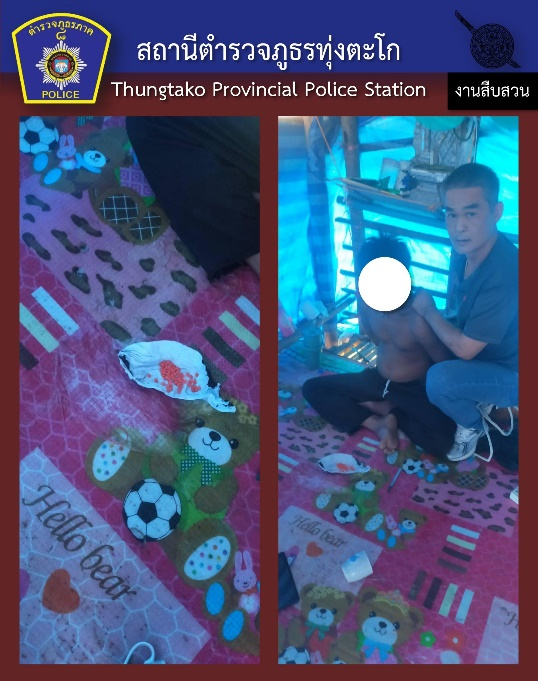 ตำรวจภูธรภาค
๘
POLICE
สถานีตำรวจภูธรทุ่งตะโก
Thungtako Provincial Police Station
งานสืบสวน
Hello bear
Hello bear